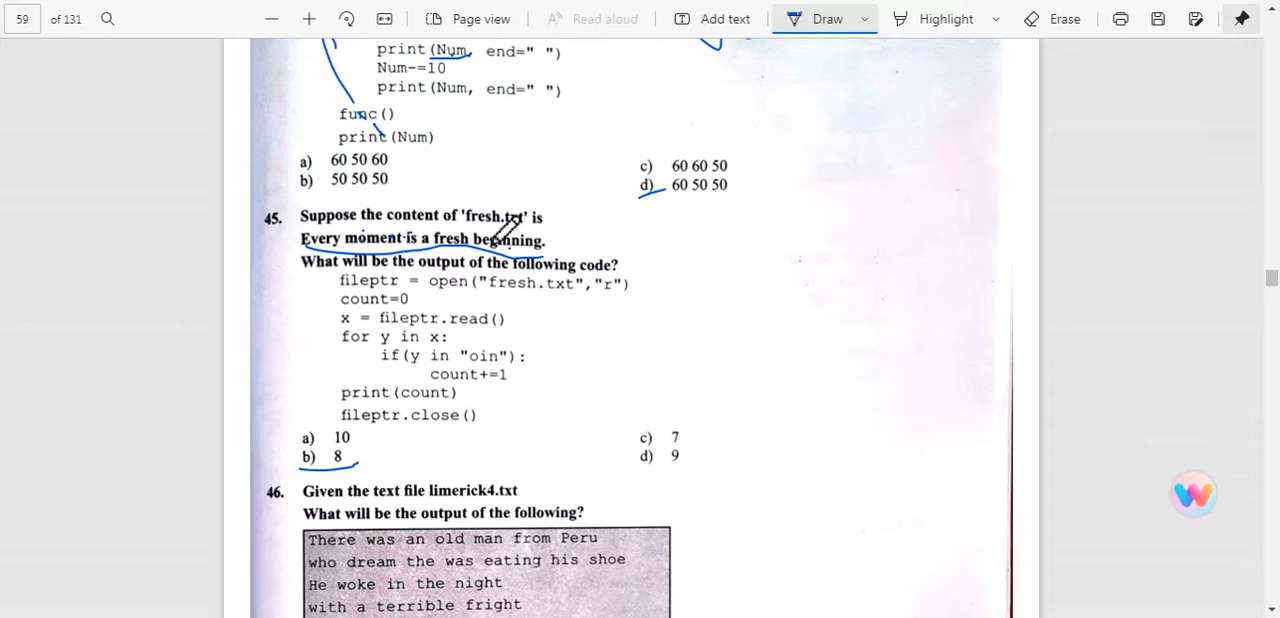 59 of 131 Page view Read aloud Add text Draw Highlight Erase
print(Num, end=" ")
Num-=10
print(Num, end=" ")
func()
print(Num)
a) 60 50 60 c) 60 60 50
b) 50 50 50 d) 60 50 50
45. Suppose the content of 'fresh.txt' is
Every moment is a fresh beginning.
What will be the output of the following code?
fileptr = open("fresh.txt","r")
count=0
x = fileptr.read()
for y in x:
if(y in "oin"):
count+=1
print(count)
fileptr.close()
a) 10 c) 7
b) 8 d) 9
46. Given the text file limerick4.txt
What will be the output of the following?
There was an old man from Peru
who dream the was eating his shoe
He woke in the night
with a terrible fright